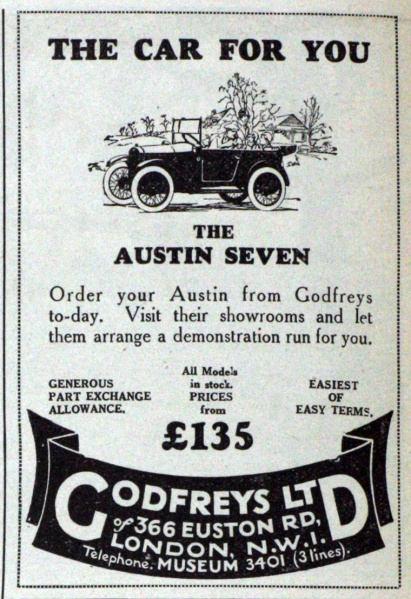 THE CAR FOR YOU
THE
AUSTIN SEVEN
Order your Austin from Godfreys
to-day. Visit their showrooms and let
them arrange a demonstration run for you.
GENEROUS
PART EXCHANGE
ALLOWANCE.
All Models
in stock.
PRICES
from
£135
EASIEST
OF
EASY TERMS.
GODFREYS LTD
of 366 EUSTON RD,
LONDON, N.W.1.
Telephone: MUSEUM 3401 (3 lines).